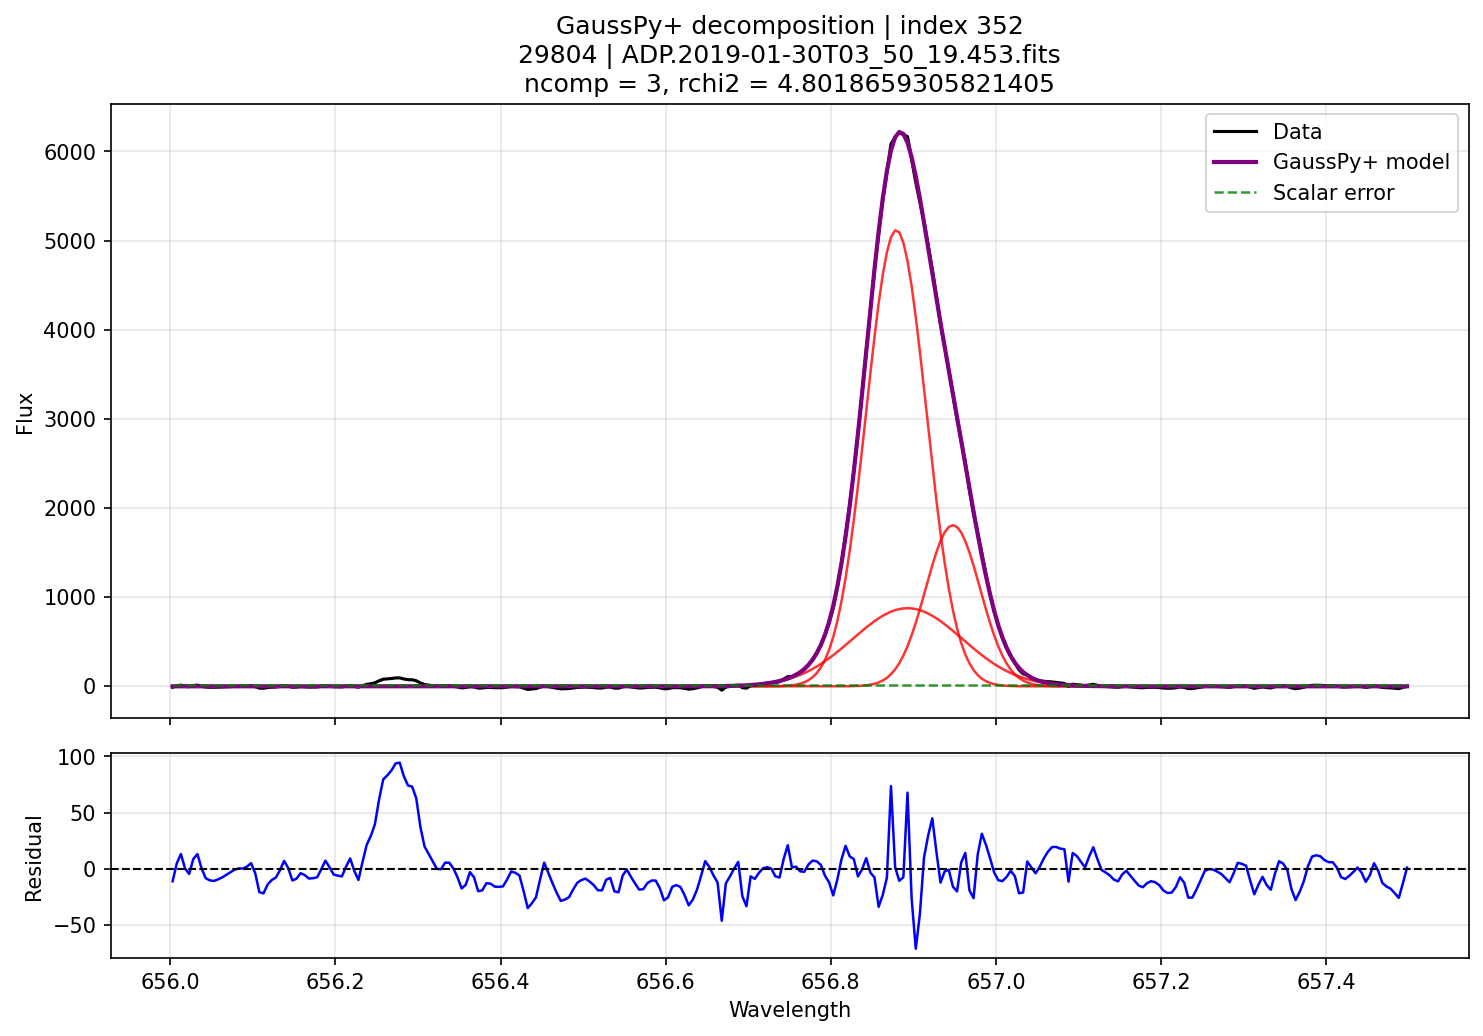 GaussPy+ decomposition | index 352
29804 | ADP.2019-01-30T03_50_19.453.fits
ncomp = 3, rchi2 = 4.8018659305821405
Data
GaussPy+ model
Scalar error
Flux
6000
5000
4000
3000
2000
1000
0
Residual
100
50
0
−50
656.0 656.2 656.4 656.6 656.8 657.0 657.2 657.4
Wavelength